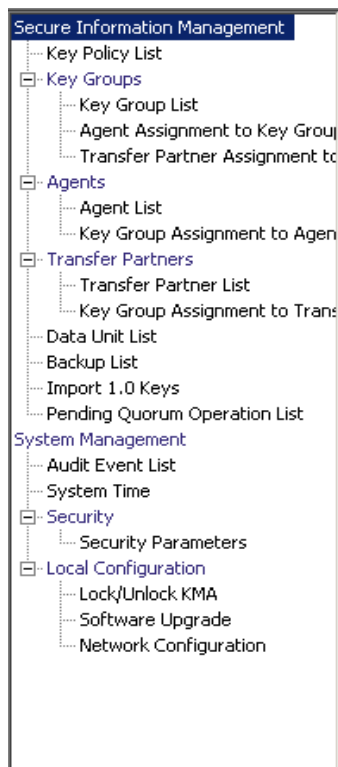 Secure Information Management
Key Policy List
Key Groups
Key Group List
Agent Assignment to Key Grou
Transfer Partner Assignment to
Agents
Agent List
Key Group Assignment to Agen
Transfer Partners
Transfer Partner List
Key Group Assignment to Trans
Data Unit List
Backup List
Import 1.0 Keys
Pending Quorum Operation List
System Management
Audit Event List
System Time
Security
Security Parameters
Local Configuration
Lock/Unlock KMA
Software Upgrade
Network Configuration